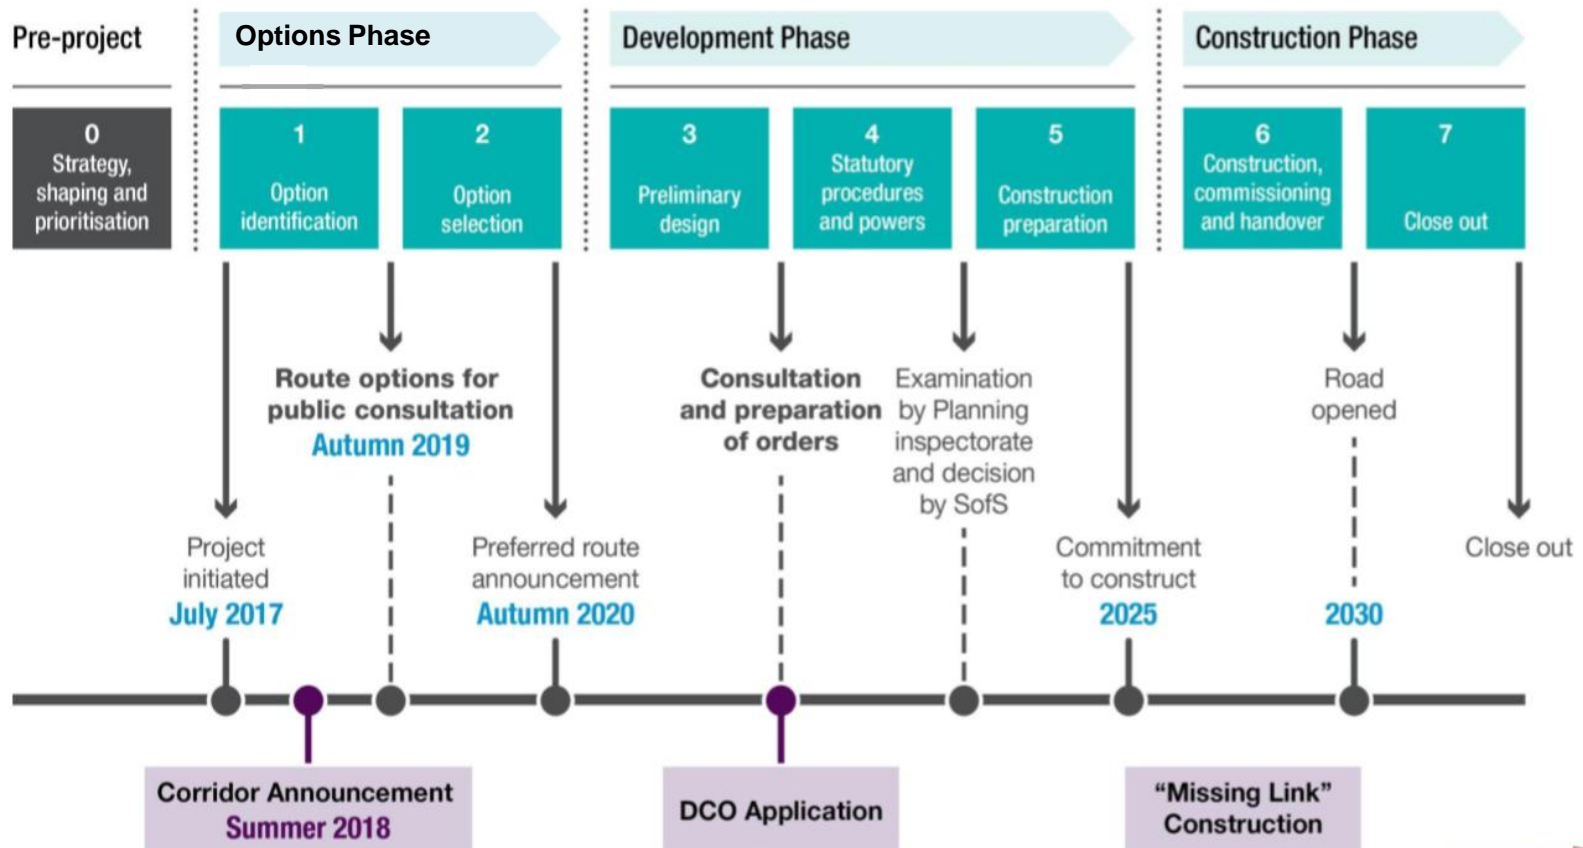 Pre-project
Options Phase
Development Phase
Construction Phase
0
Strategy,
shaping and
prioritisation
1
Option
identification
2
Option
selection
3
Preliminary
design
4
Statutory
procedures
and powers
5
Construction
preparation
6
Construction,
commissioning
and handover
7
Close out
Route options for
public consultation
Autumn 2019
Consultation
and preparation
of orders
Examination
by Planning
inspectorate
and decision
by SofS
Road
opened
Project
initiated
July 2017
Preferred route
announcement
Autumn 2020
Commitment
to construct
2025
2030
Close out
Corridor Announcement
Summer 2018
DCO Application
“Missing Link”
Construction